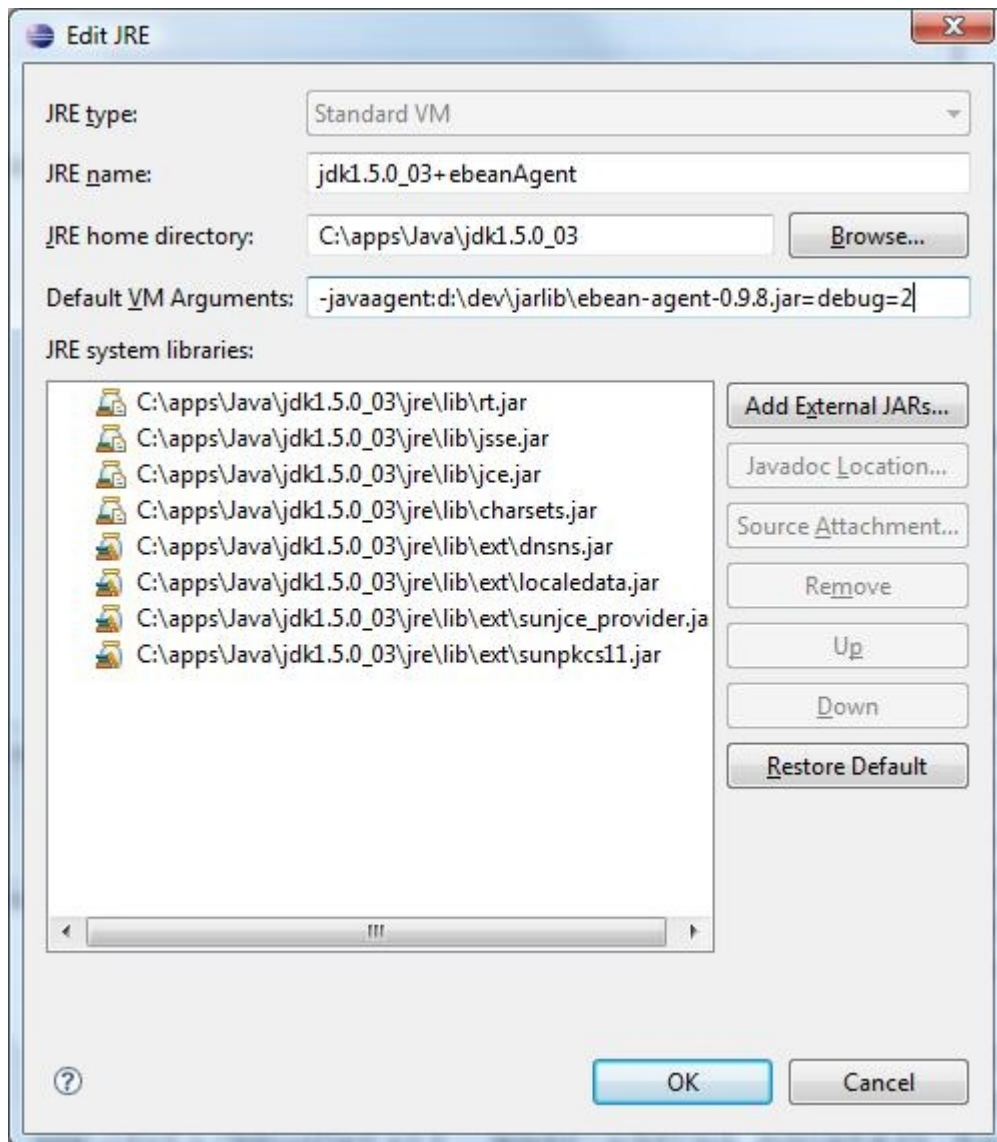 Edit JRE
JRE type: Standard VM
JRE name: jdk1.5.0_03+ebeanAgent
JRE home directory: C:\apps\Java\jdk1.5.0_03 Browse...
Default VM Arguments: -javaagent:d:\dev\jarlib\ebean-agent-0.9.8.jar=debug=2
JRE system libraries:
C:\apps\Java\jdk1.5.0_03\jre\lib\rt.jar
C:\apps\Java\jdk1.5.0_03\jre\lib\jsse.jar
C:\apps\Java\jdk1.5.0_03\jre\lib\jce.jar
C:\apps\Java\jdk1.5.0_03\jre\lib\charsets.jar
C:\apps\Java\jdk1.5.0_03\jre\lib\ext\dnsns.jar
C:\apps\Java\jdk1.5.0_03\jre\lib\ext\localedata.jar
C:\apps\Java\jdk1.5.0_03\jre\lib\ext\sunjce_provider.ja
C:\apps\Java\jdk1.5.0_03\jre\lib\ext\sunpkcs11.jar
Add External JARs...
Javadoc Location...
Source Attachment...
Remove
Up
Down
Restore Default
OK Cancel